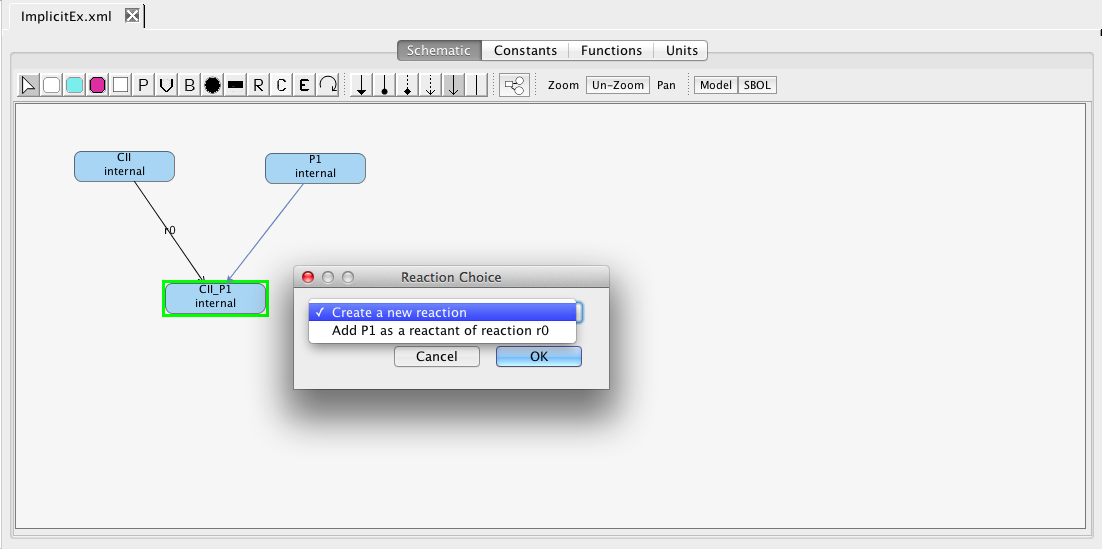 ImplicitEx.xml
Schematic Constants Functions Units
P V B R C E Zoom Un-Zoom Pan Model SBOL
CII
internal
P1
internal
r0
CII_P1
internal
Reaction Choice
✓ Create a new reaction
Add P1 as a reactant of reaction r0
Cancel OK